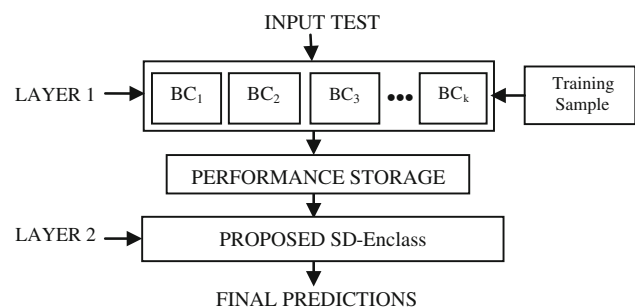 INPUT TEST
LAYER 1
BC1 BC2 BC3 ••• BCk
Training
Sample
PERFORMANCE STORAGE
LAYER 2
PROPOSED SD-Enclass
FINAL PREDICTIONS